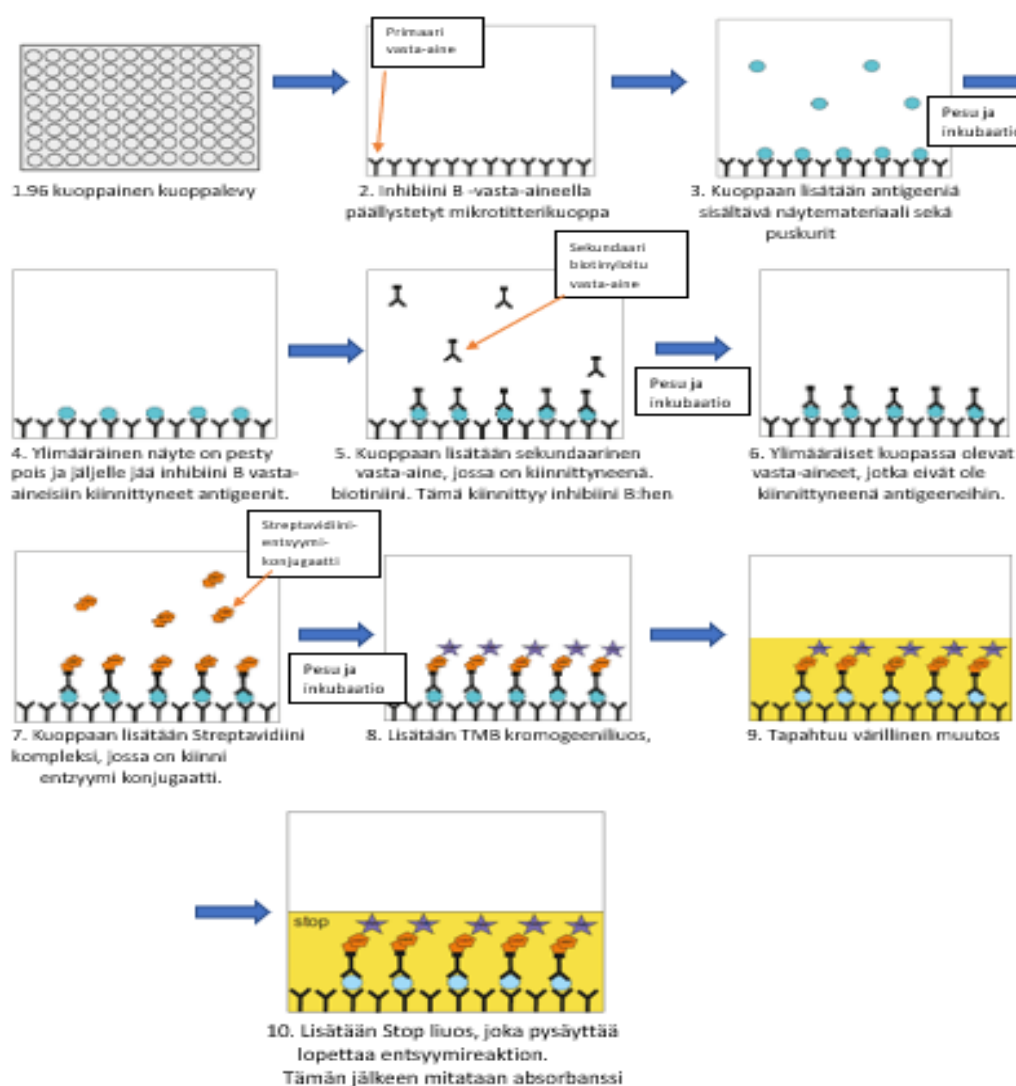 Primaari
vasta-aine
Pesu ja
inkubaatio
1.96 kuoppainen kuoppalevy
2. Inhibiini B -vasta-aineella
päällystetyt mikrotitterikuoppa
3. Kuoppaan lisätään antigeeniä
sisältävä näytemateriaali sekä
puskurit
Sekundaari
biotinyloitu
vasta-aine
Pesu ja
inkubaatio
4. Ylimääräinen näyte on pesty
pois ja jäljelle jää inhibiini B vasta-
aineisiin kiinnittyneet antigeenit.
5. Kuoppaan lisätään sekundaarinen
vasta-aine, jossa on kiinnittyneenä.
biotiniini. Tämä kiinnittyy inhibiini B:hen
6. Ylimääräiset kuopassa olevat
vasta-aineet, jotka eivät ole
kiinnittyneenä antigeeneihin.
Streptavidiini-
entsyymi-
konjugaatti
Pesu ja
inkubaatio
7. Kuoppaan lisätään Streptavidiini
kompleksi, jossa on kiinni
entzyymi konjugaatti.
8. Lisätään TMB kromogeeniliuos,
9. Tapahtuu värillinen muutos
stop
10. Lisätään Stop liuos, joka pysäyttää
lopettaa entsyymireaktion.
Tämän jälkeen mitataan absorbanssi